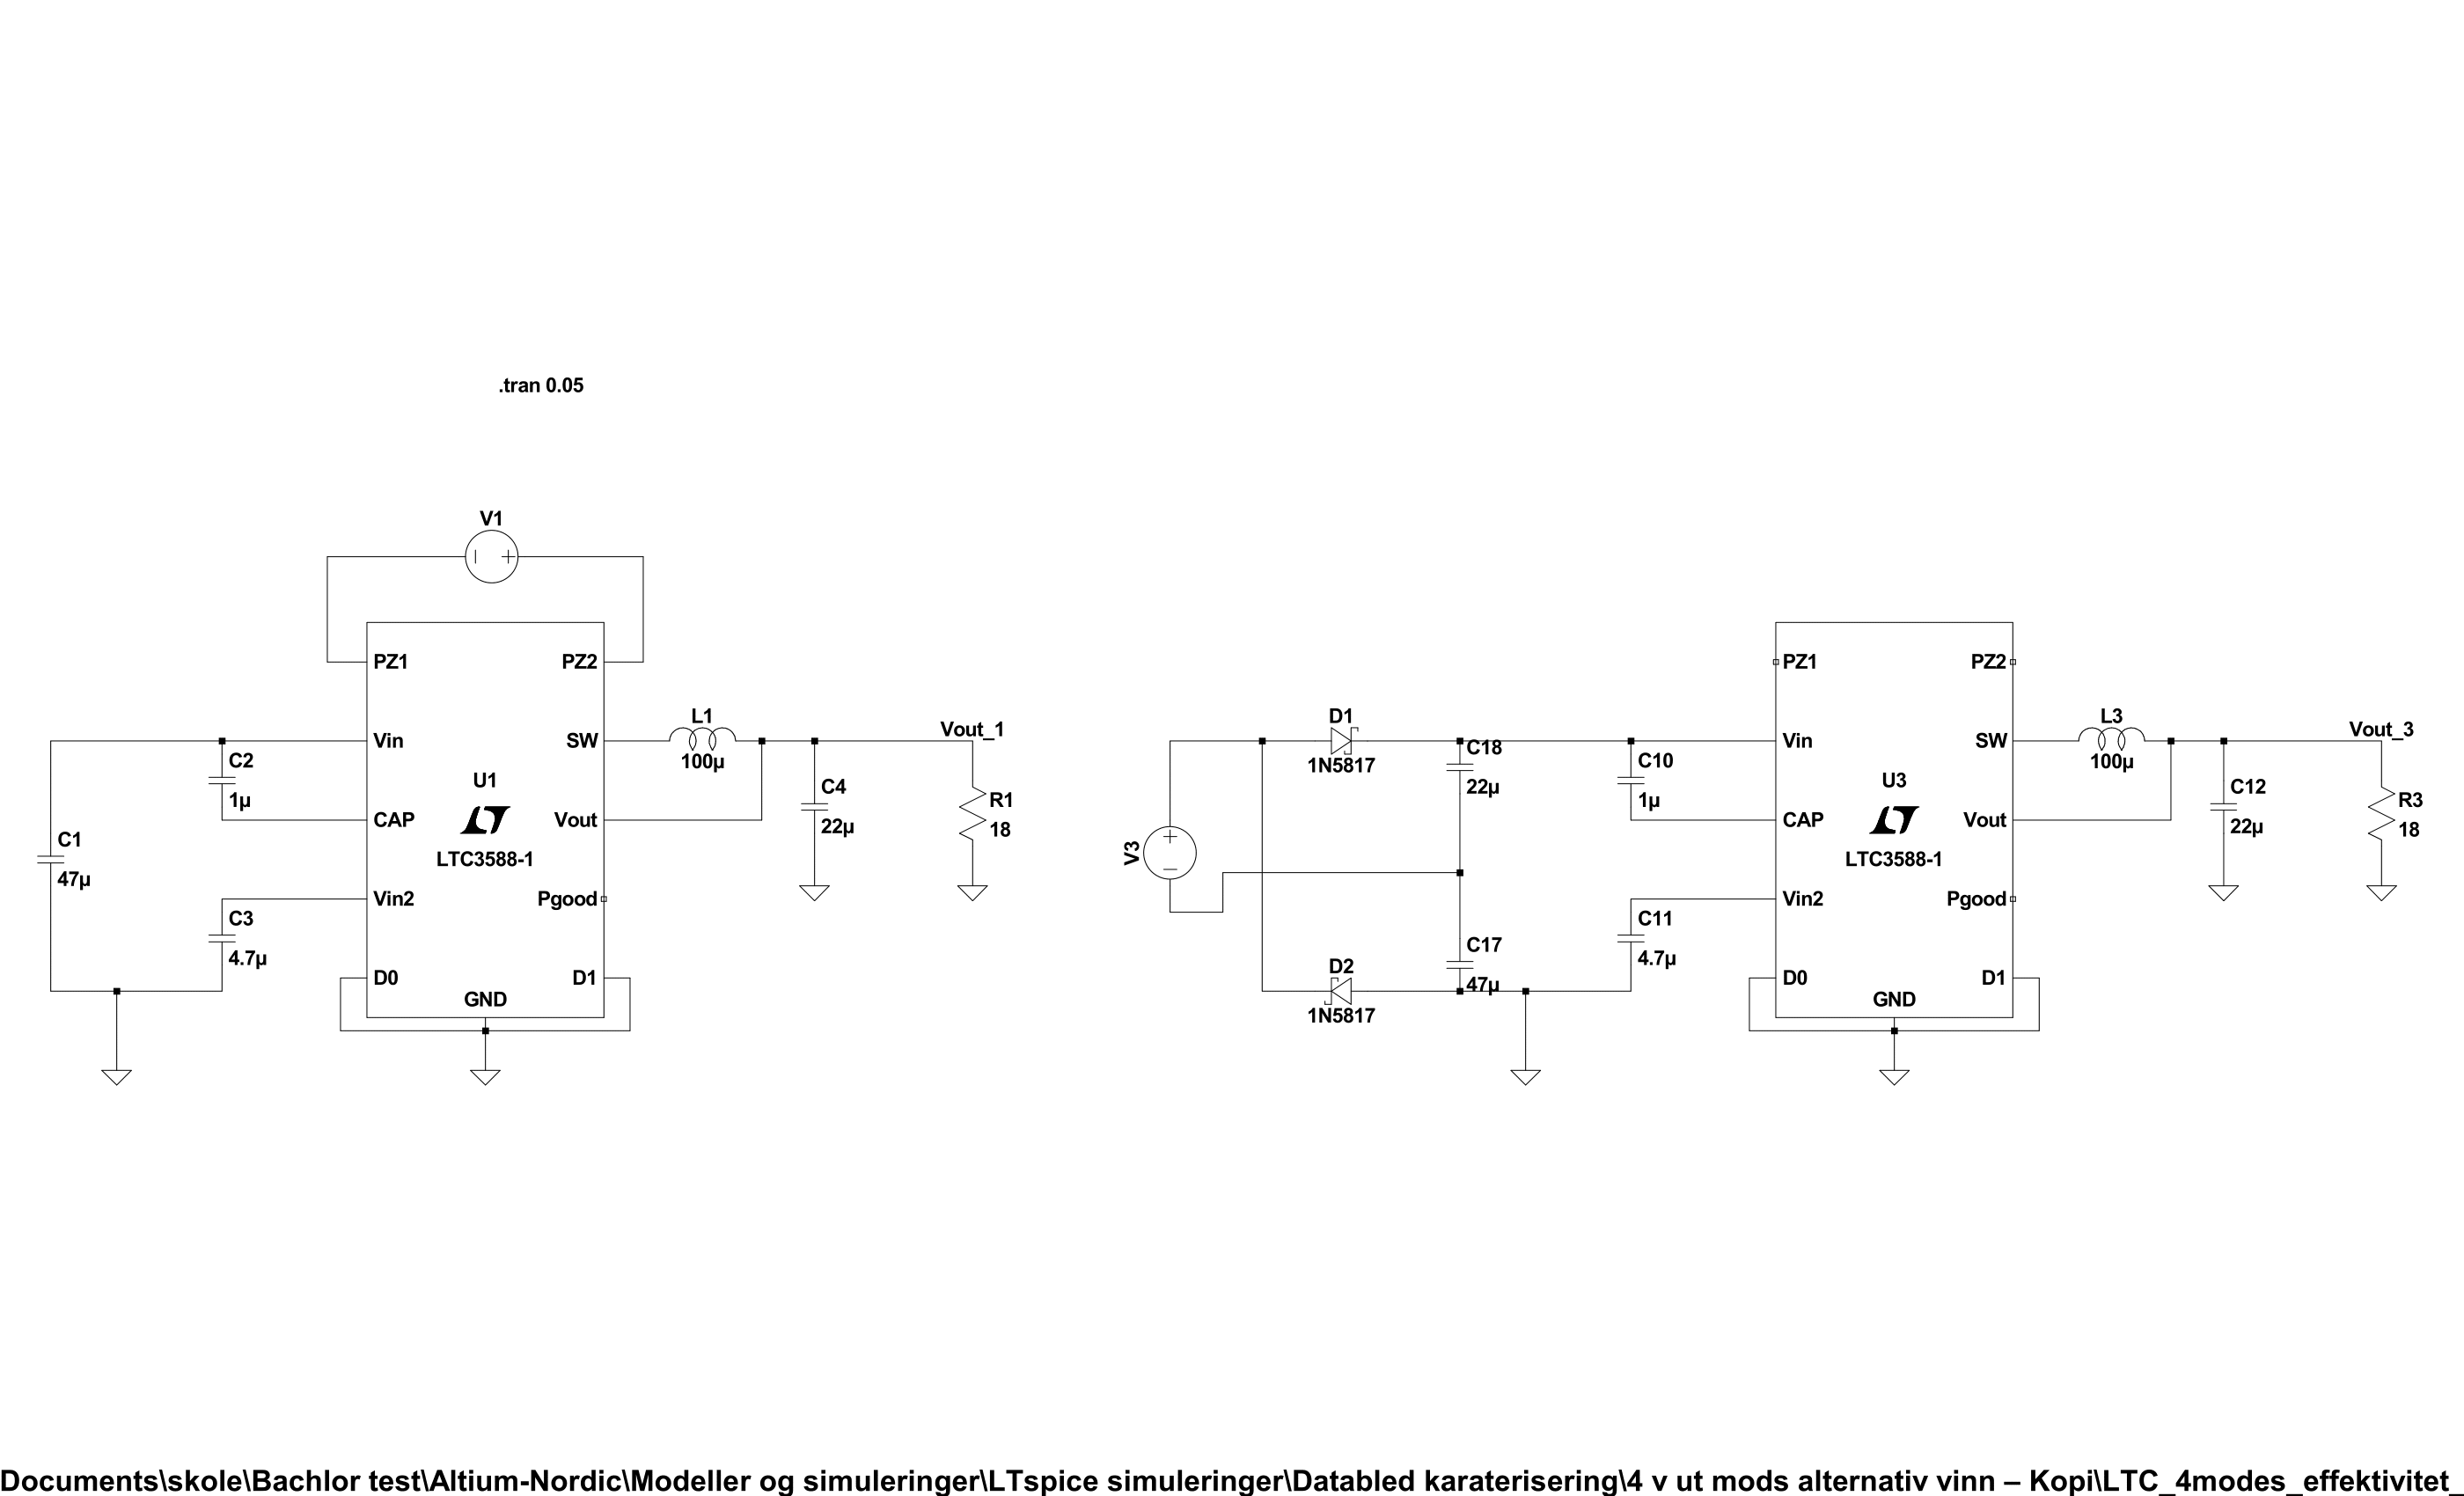 .tran 0.05
V1
PZ1
PZ2
Vin
SW
L1
100µ
Vout_1
C2
1µ
U1
CAP
Vout
C4
22µ
R1
18
LTC3588-1
C1
47µ
Vin2
Pgood
C3
4.7µ
D0
D1
GND
V3
D1
1N5817
C18
22µ
C10
1µ
PZ1
PZ2
Vin
SW
L3
100µ
Vout_3
U3
CAP
Vout
C12
22µ
R3
18
LTC3588-1
Vin2
Pgood
C17
47µ
C11
4.7µ
D2
1N5817
D0
D1
GND
Documents\skole\Bachlor test\Altium-Nordic\Modeller og simuleringer\LTspice simuleringer\Databled karaterisering\4 v ut mods alternativ vinn – Kopi\LTC_4modes_effektivitet_